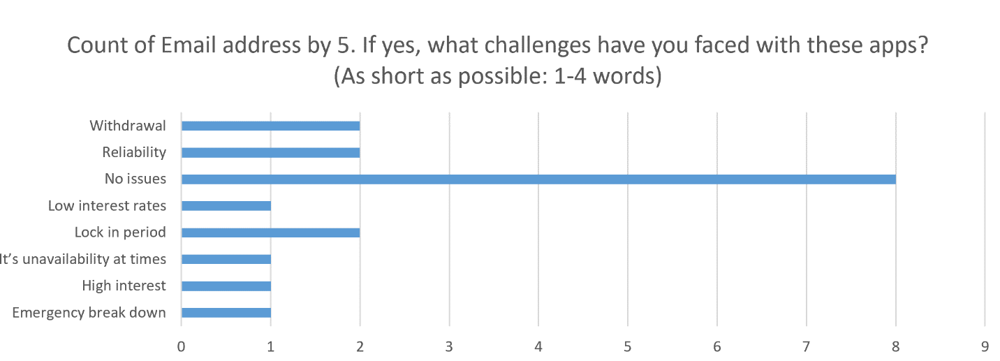 Count of Email address by 5. If yes, what challenges have you faced with these apps?
(As short as possible: 1-4 words)
Withdrawal
Reliability
No issues
Low interest rates
Lock in period
It’s unavailability at times
High interest
Emergency break down
0 1 2 3 4 5 6 7 8 9